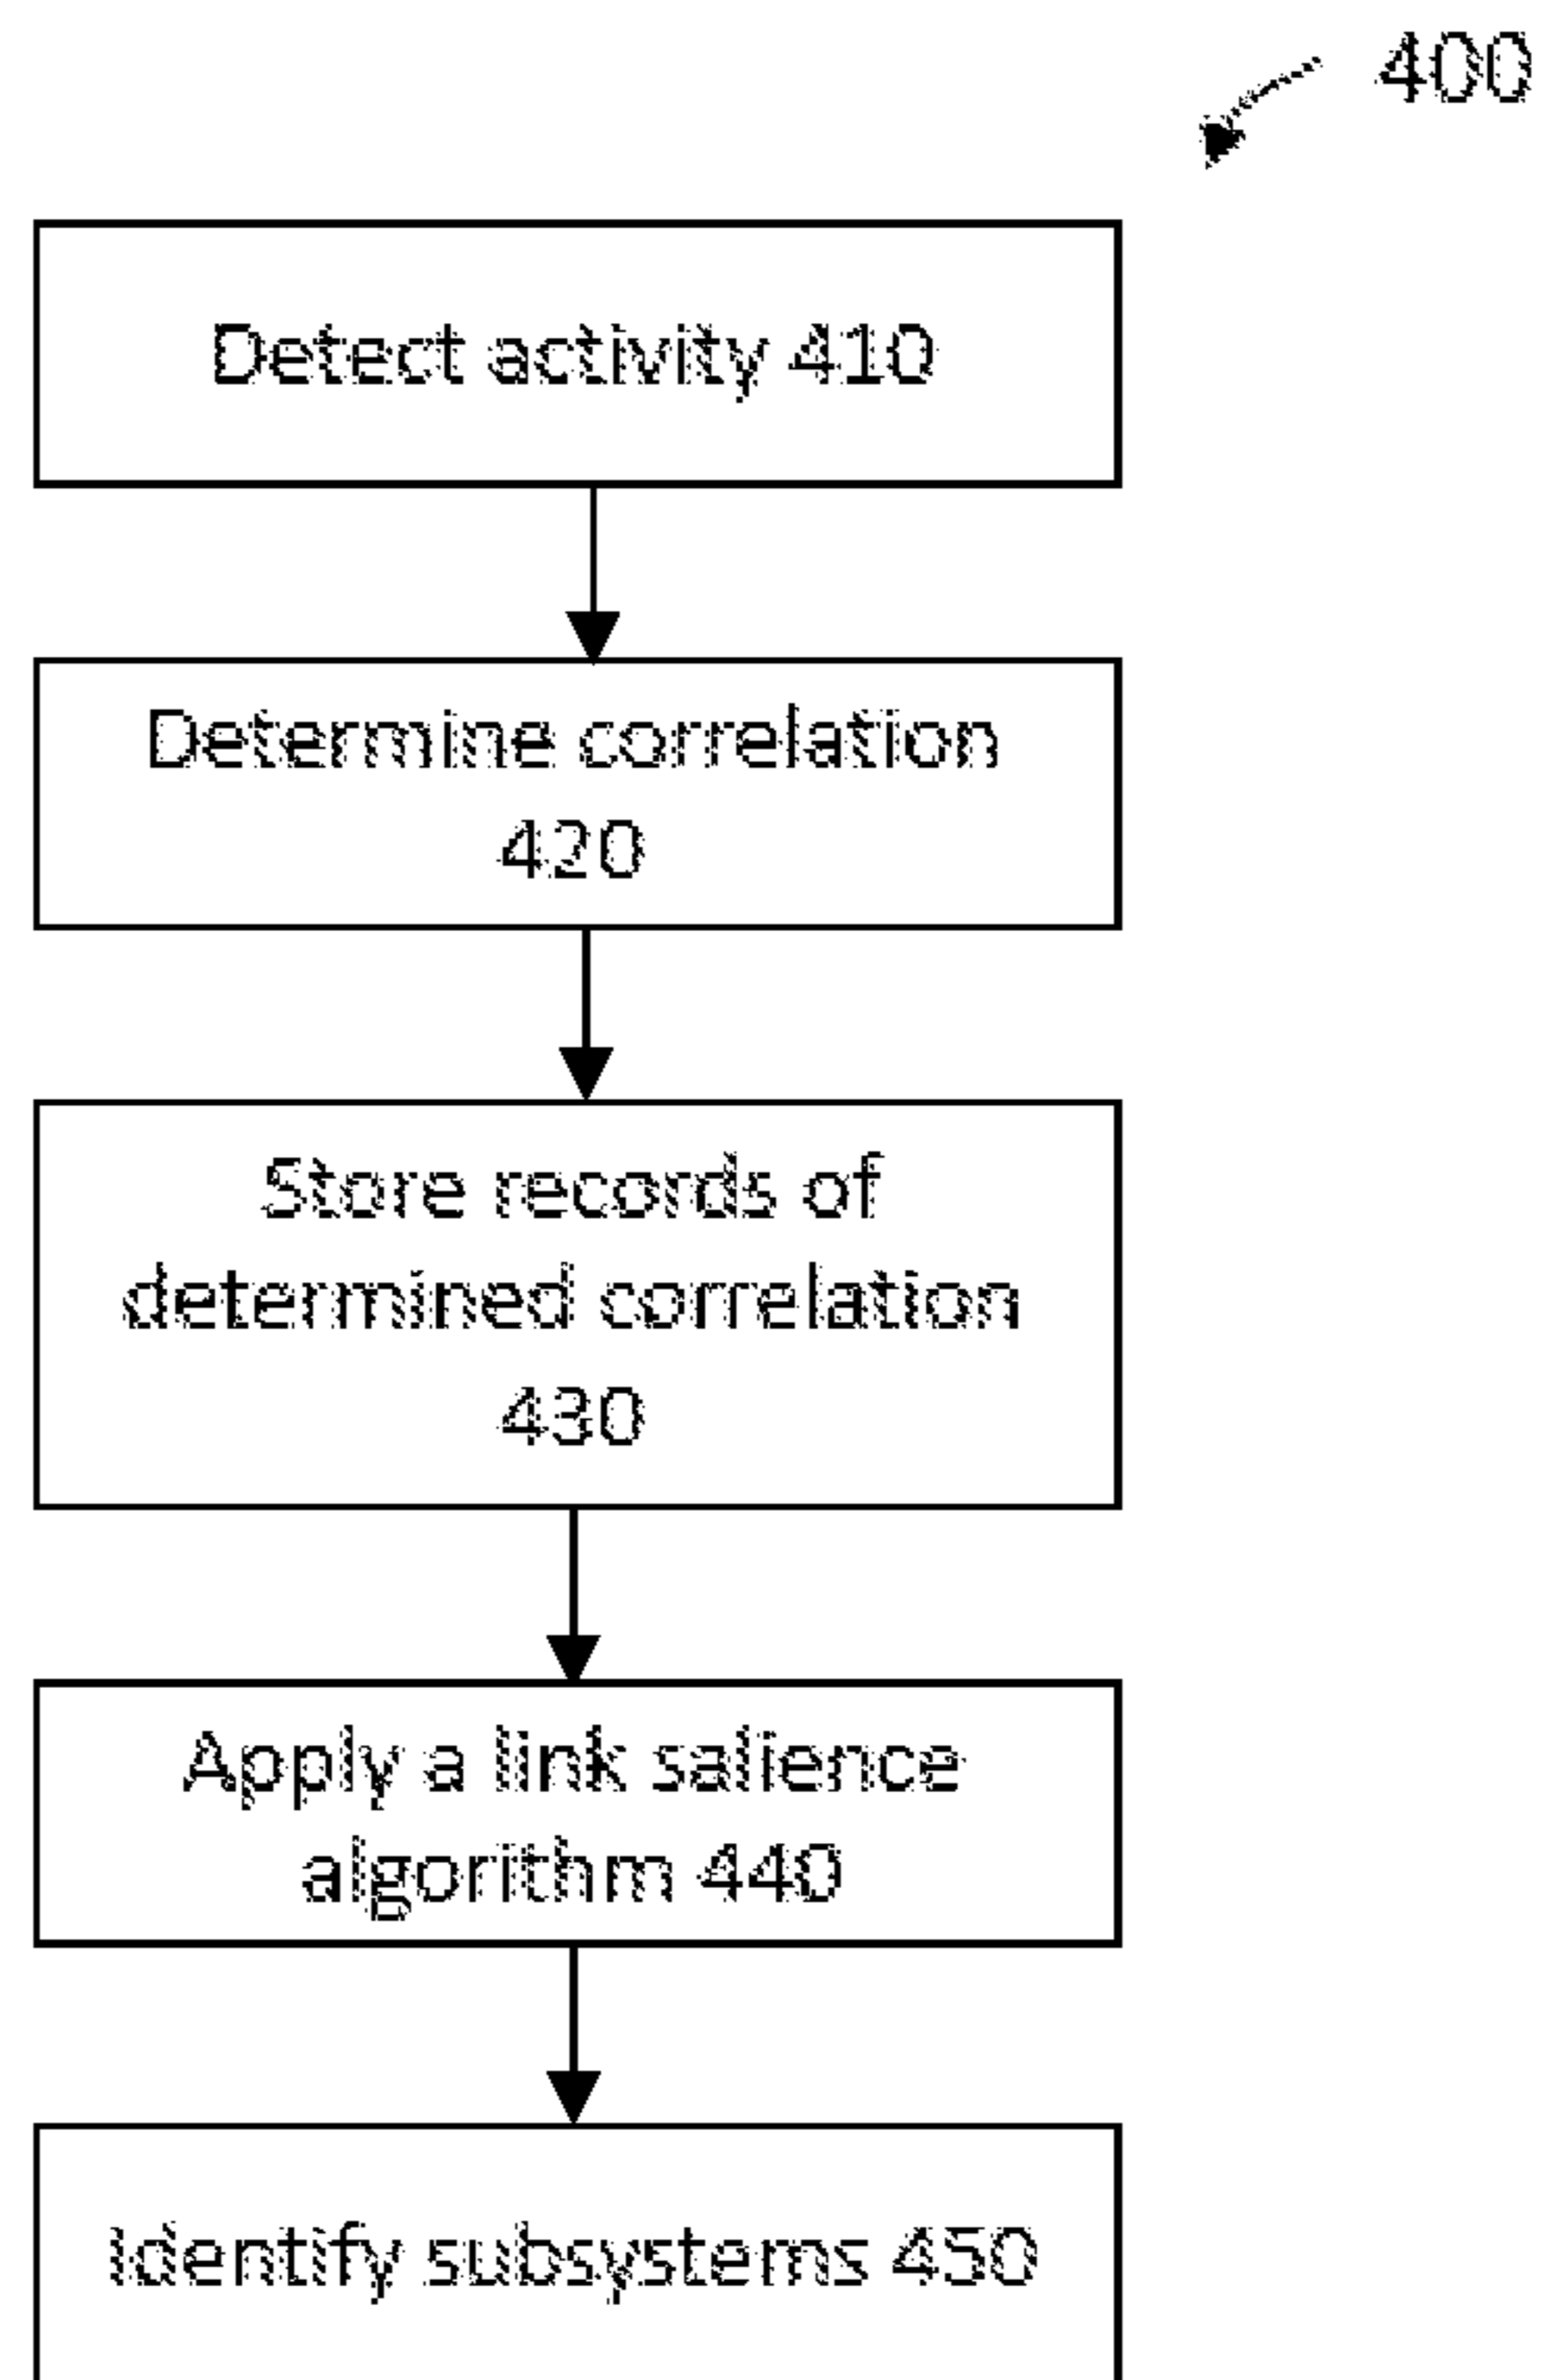 400
Detect activity 410
Determine correlation
420
Store records of
determined correlation
430
Apply a link salience
algorithm 440
Identify subsystems 450